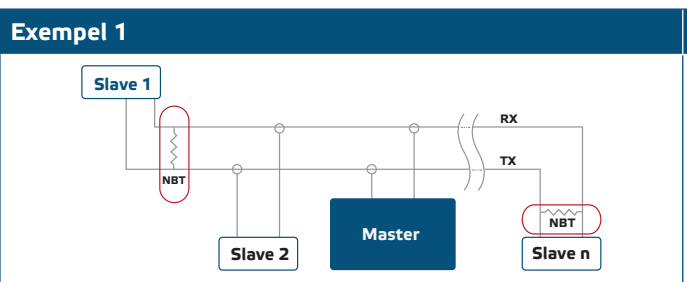 Exempel 1
Slave 1
RX
TX
NBT
NBT
Master
Slave 2
Slave n